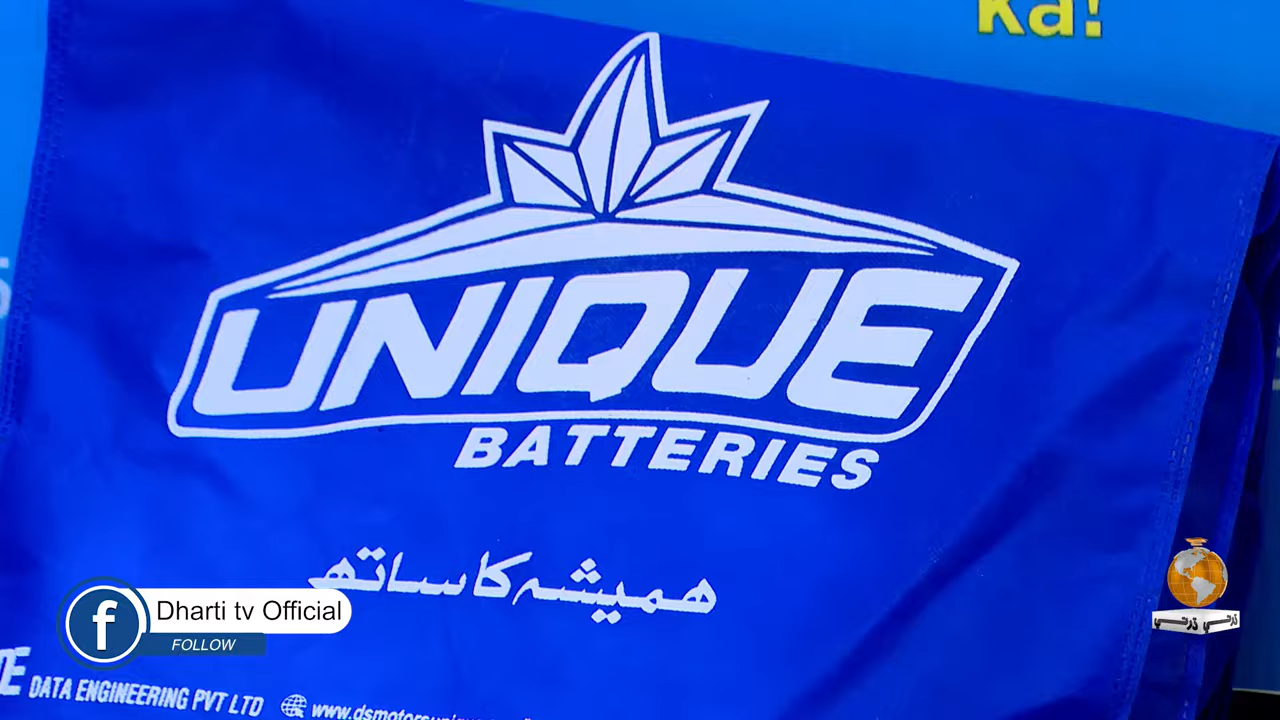 Ka!
UNIQUE
BATTERIES
ہمیشہ کا ساتھ
Dharti tv Official
FOLLOW
DATA ENGINEERING PVT LTD